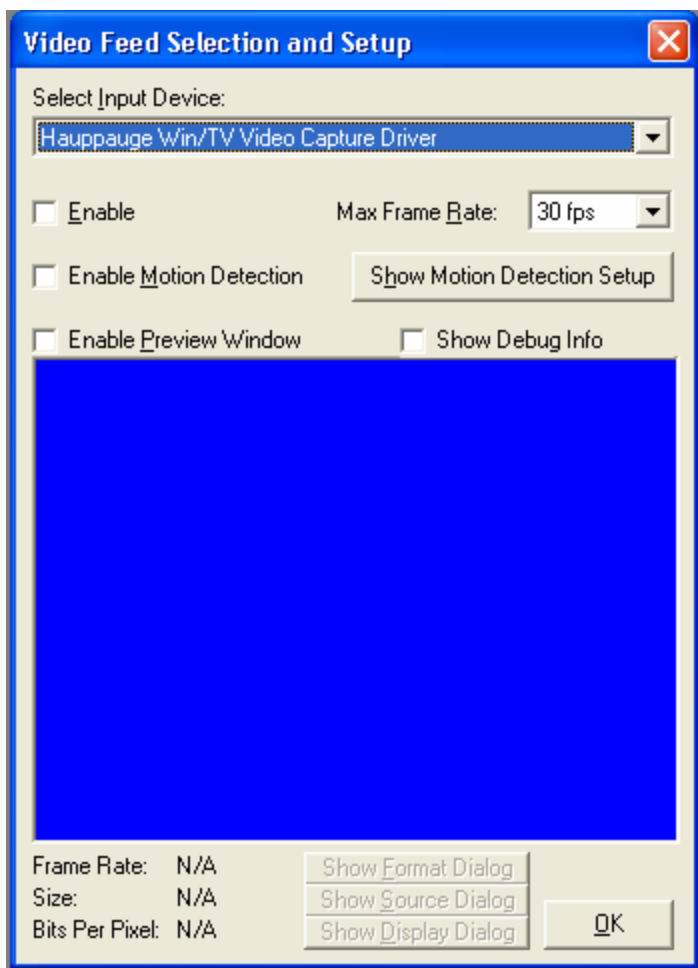 Video Feed Selection and Setup
Select Input Device:
Hauppauge Win/TV Video Capture Driver
Enable
Max Frame Rate: 30 fps
Enable Motion Detection
Show Motion Detection Setup
Enable Preview Window
Show Debug Info
Frame Rate: N/A
Show Format Dialog
Size: N/A
Show Source Dialog
Bits Per Pixel: N/A
Show Display Dialog
OK